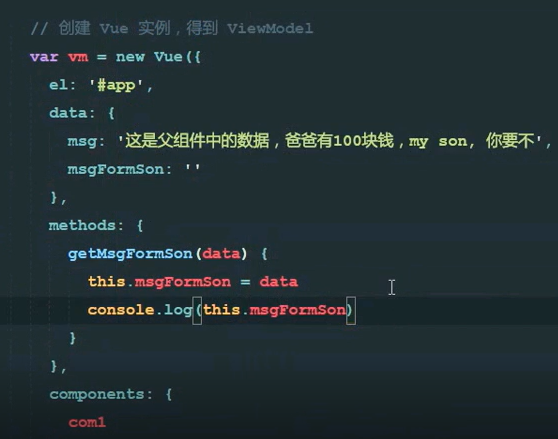 // 创建 Vue 实例，得到 ViewModel
var vm = new Vue({
el: '#app',
data: {
msg: '这是父组件中的数据，爸爸有100块钱，my son, 你要不',
msgFormSon: ''
},
methods: {
getMsgFormSon(data) {
this.msgFormSon = data
console.log(this.msgFormSon)
}
},
components: {
com1